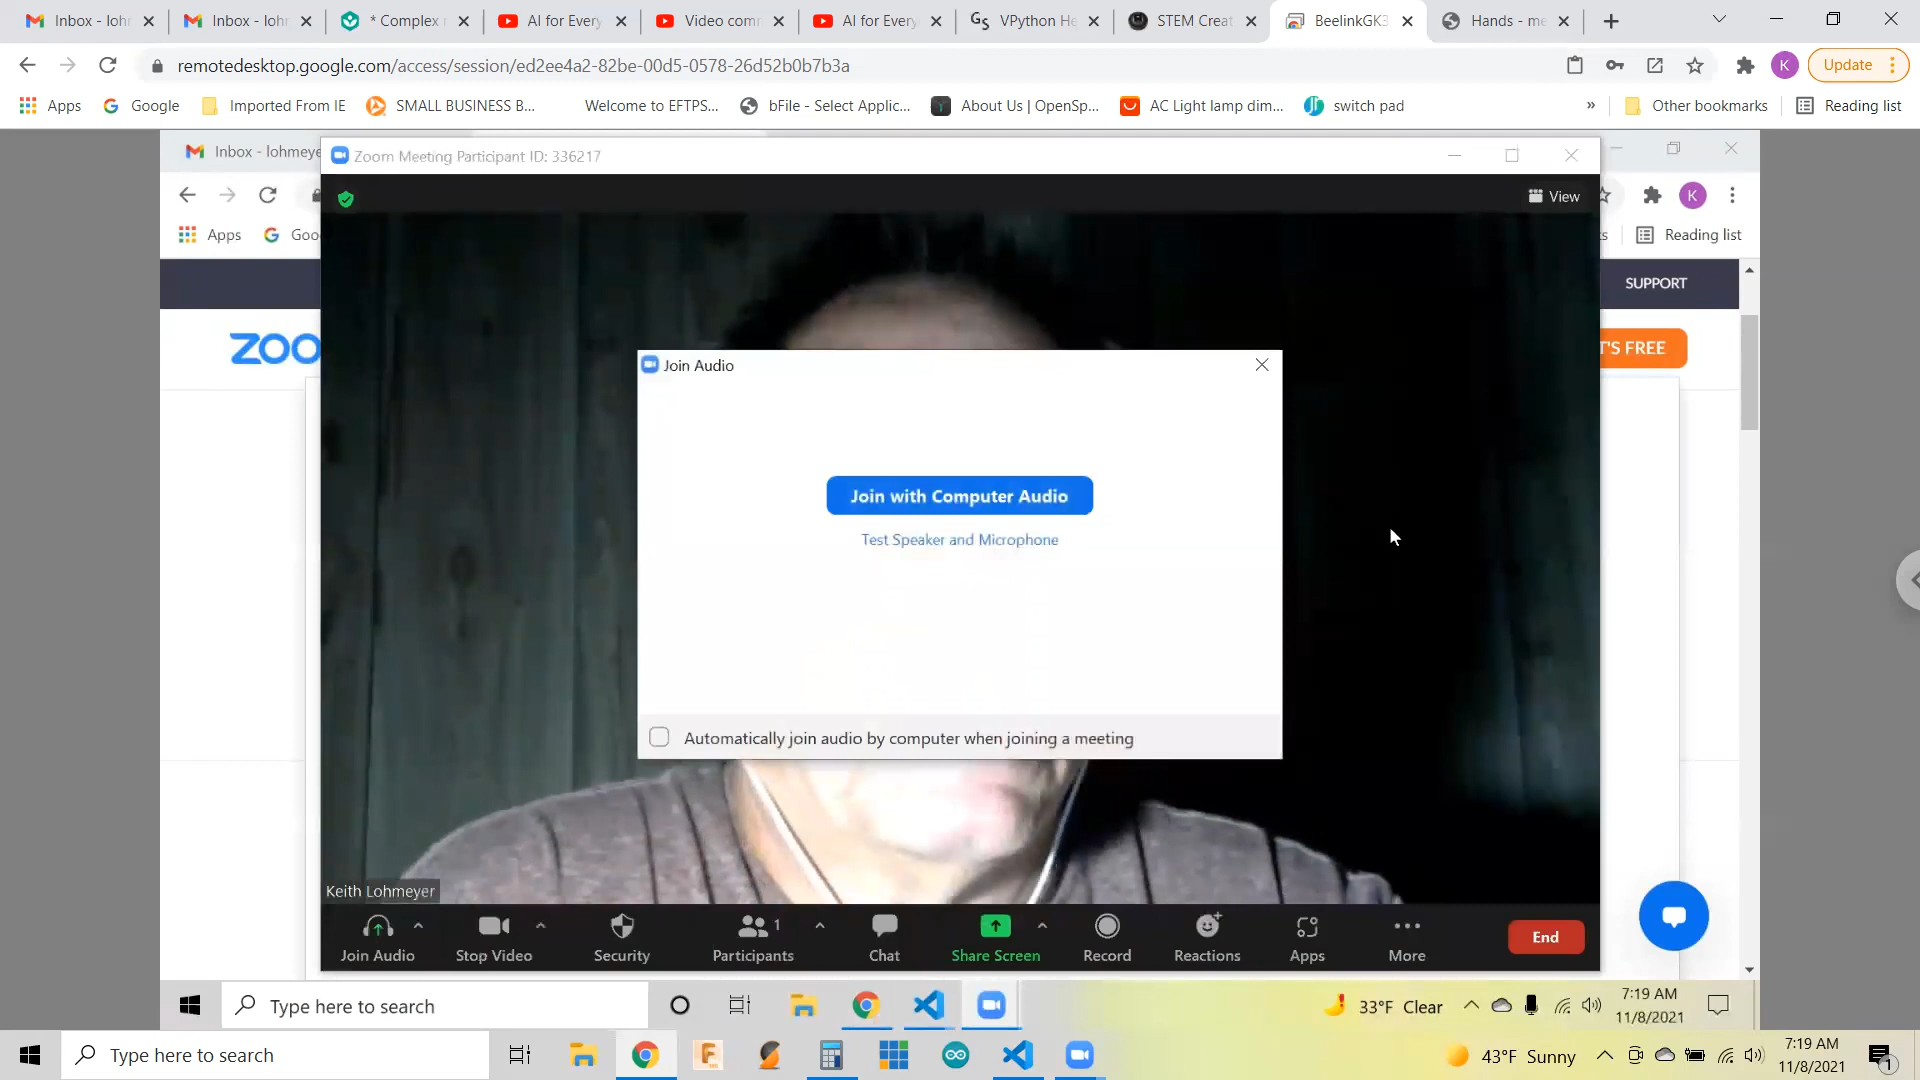 Inbox - lohr
Inbox - lohr
* Complex
AI for Every
Video com
AI for Every
VPython He
STEM Creat
BeelinkGK3
Hands - me
remotedesktop.google.com/access/session/ed2ee4a2-82be-00d5-0578-26d52b0b7b3a
K
Update
Apps
Google
Imported From IE
SMALL BUSINESS B...
Welcome to EFTPS...
bFile - Select Applic...
About Us | OpenSp...
AC Light lamp dim...
switch pad
»
Other bookmarks
Reading list
Inbox - lohmeye
Zoom Meeting Participant ID: 336217
View
K
Apps
Goo
Reading list
SUPPORT
ZOO
T'S FREE
Join Audio
Join with Computer Audio
Test Speaker and Microphone
Automatically join audio by computer when joining a meeting
Keith Lohmeyer
Join Audio
Stop Video
Security
Participants
1
Chat
Share Screen
Record
Reactions
Apps
More
End
Type here to search
33°F Clear
7:19 AM
11/8/2021
Type here to search
43°F Sunny
7:19 AM
11/8/2021
1